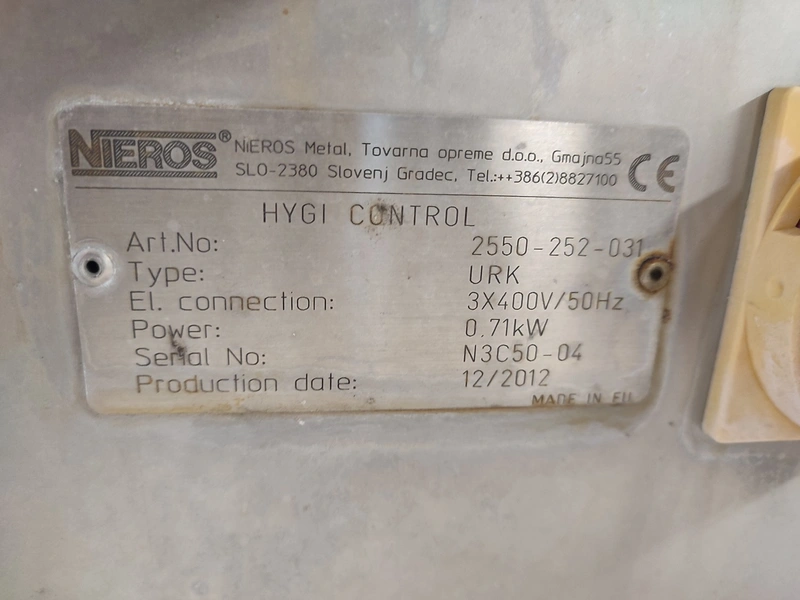 NIEROS® NiEROS Metal, Tovarna opreme d.o.o., Gmajna55
SLO-2380 Slovenj Gradec, Tel.:++386(2)8827100 CE
HYGI CONTROL
Art.No: 2550-252-031
Type: URK
El. connection: 3X400V/50Hz
Power: 0.71kW
Serial No: N3C50-04
Production date: 12/2012
MADE IN EU